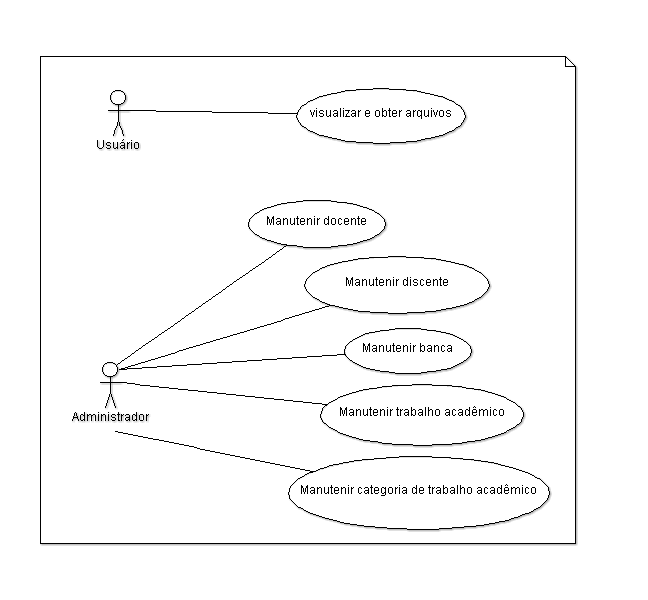 visualizar e obter arquivos
Usuário
Manutenir docente
Manutenir discente
Manutenir banca
Manutenir trabalho acadêmico
Administrador
Manutenir categoria de trabalho acadêmico